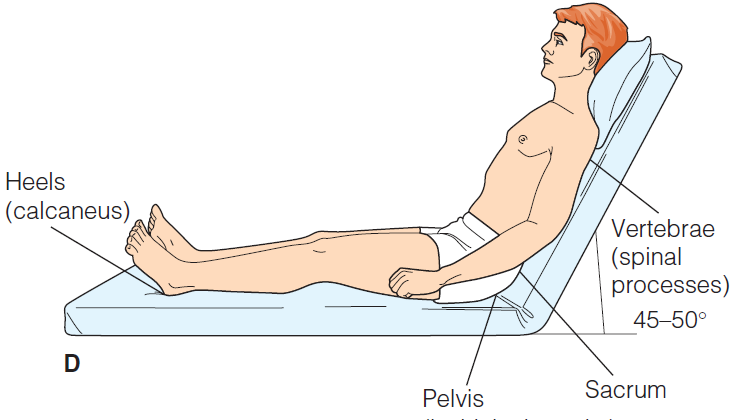 Heels
(calcaneus)
Vertebrae
(spinal
processes)
45–50°
D
Pelvis
Sacrum